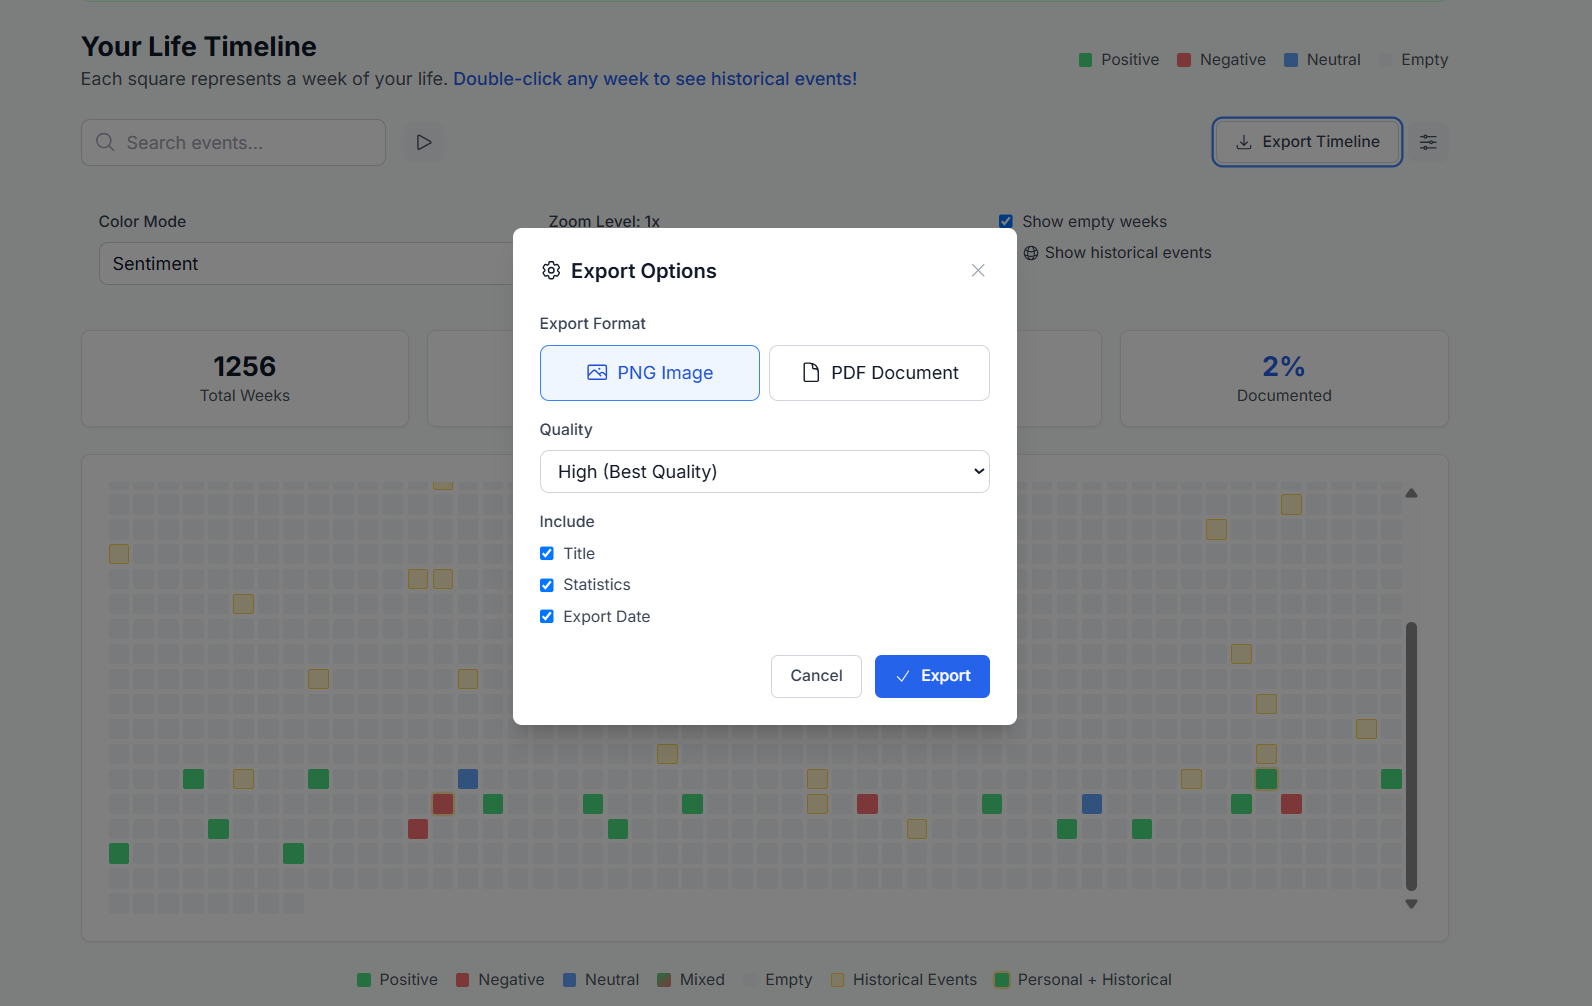 Your Life Timeline
Each square represents a week of your life. Double-click any week to see historical events!
Positive
Negative
Neutral
Empty
Search events...
Export Timeline
Color Mode
Zoom Level: 1x
Show empty weeks
Sentiment
Show historical events
Export Options
Export Format
PNG Image
PDF Document
1256
Total Weeks
2%
Documented
Quality
High (Best Quality)
Include
Title
Statistics
Export Date
Cancel
Export
Positive
Negative
Neutral
Mixed
Empty
Historical Events
Personal + Historical